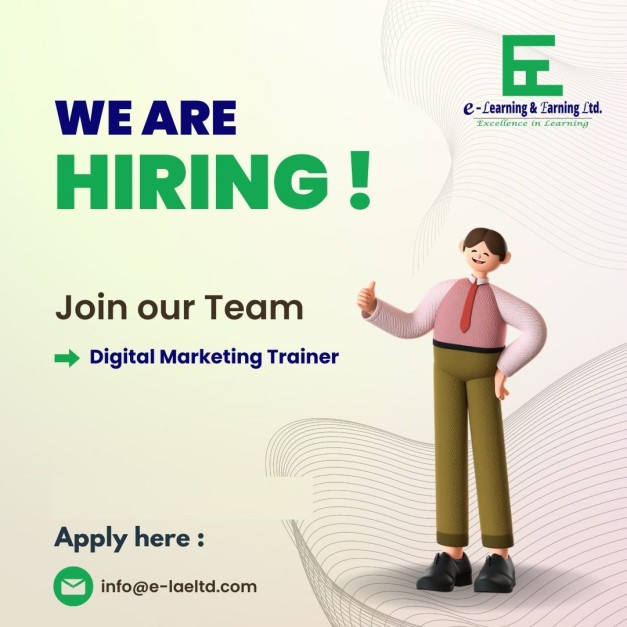 e-Learning & Earning Ltd.
Excellence in Learning
WE ARE
HIRING !
Join our Team
Digital Marketing Trainer
Apply here :
info@e-laeltd.com